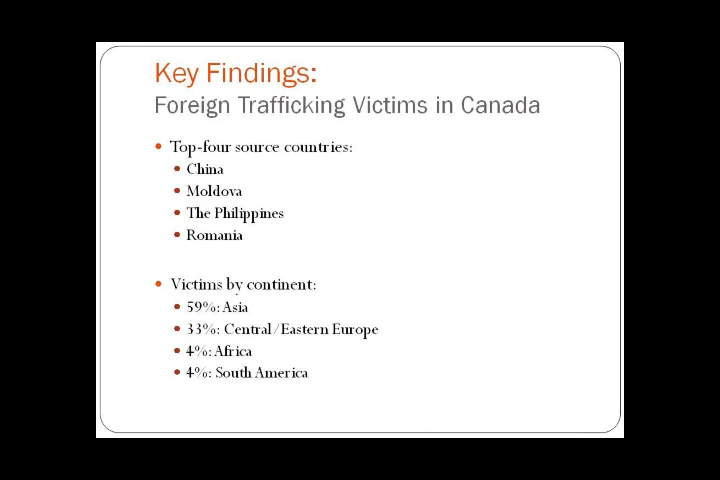 Key Findings:
Foreign Trafficking Victims in Canada
• Top-four source countries:
• China
• Moldova
• The Philippines
• Romania
• Victims by continent:
• 59%: Asia
• 33%: Central/Eastern Europe
• 4%: Africa
• 4%: South America